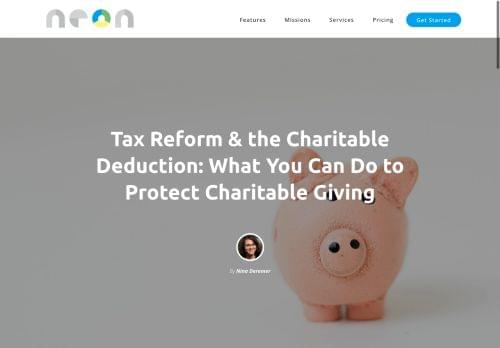 neon
Features Missions Services Pricing Get Started
Tax Reform & the Charitable
Deduction: What You Can Do to
Protect Charitable Giving
By Nina Deremer